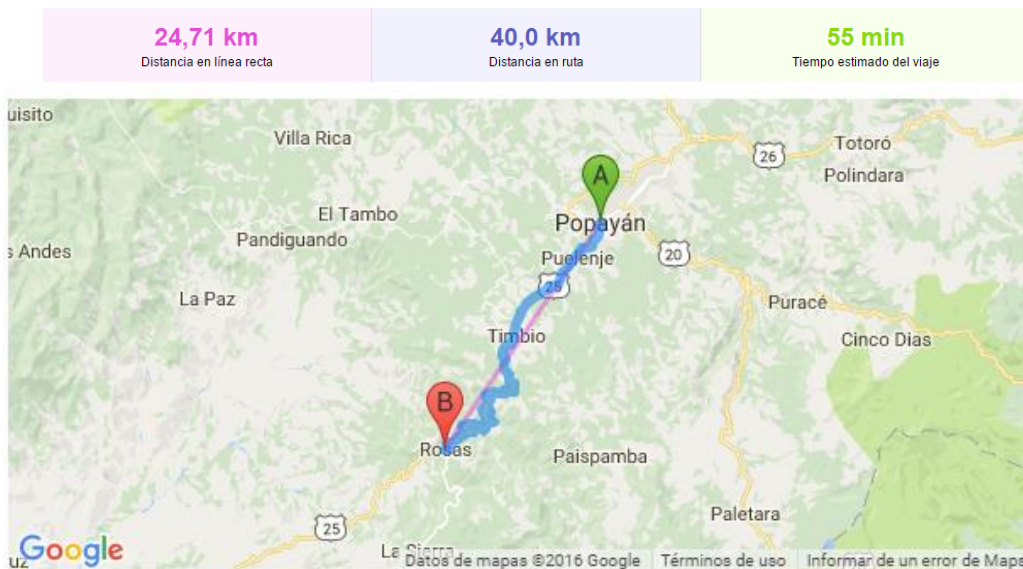 24,71 km
Distancia en línea recta
40,0 km
Distancia en ruta
55 min
Tiempo estimado del viaje
uisito
Villa Rica
26
Totoró
Polindara
A
El Tambo
Popayán
Pandiguando
s Andes
Puelenje
20
25
La Paz
Puracé
Timbio
Cinco Dias
B
Rosas
Paispamba
Paletara
25
Google
uz
La Sierra
Datos de mapas ©2016 Google
Términos de uso
Informar de un error de Maps